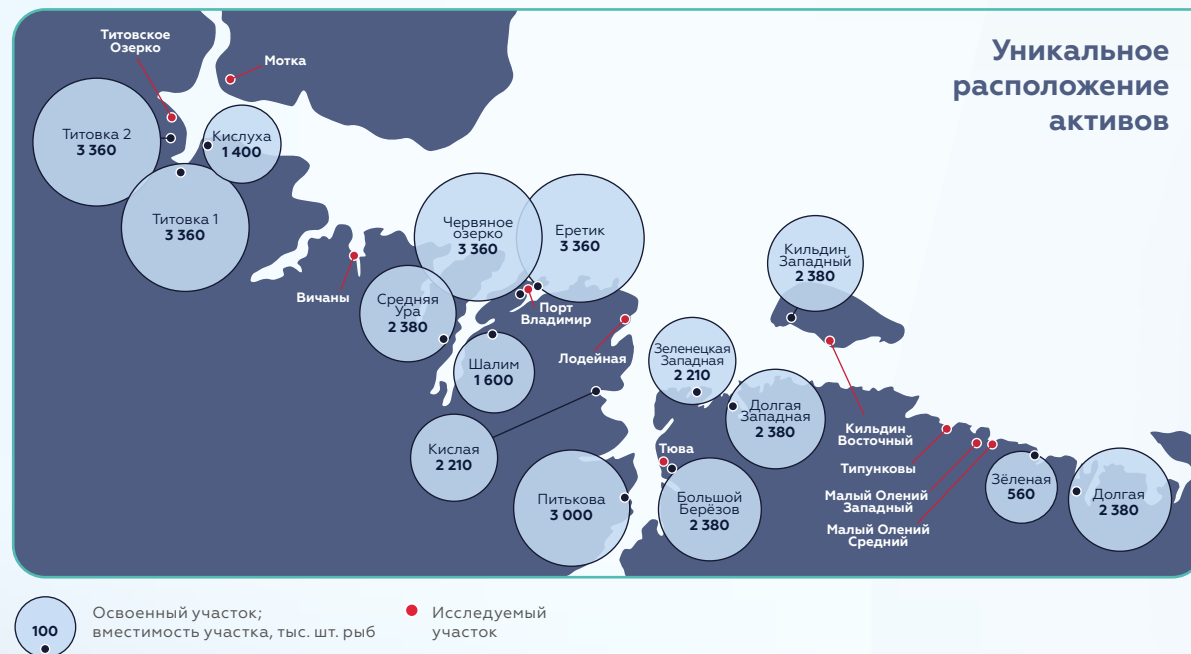 Уникальное
расположение
активов
Титовское
Озерко
Мотка
Титовка 2
3 360
Кислуха
1 400
Титовка 1
3 360
Вичаны
Червяное
озерко
3 360
Еретик
3 360
Средняя
Ура
2 380
Порт
Владимир
Шалим
1 600
Лодейная
Кильдин
Западный
2 380
Зеленецкая
Западная
2 210
Долгая
Западная
2 380
Кислая
2 210
Питькова
3 000
Тюва
Большой
Берёзов
2 380
Кильдин
Восточный
Типунковы
Малый Олений
Западный
Малый Олений
Средний
Зёленая
560
Долгая
2 380
100
Освоенный участок;
вместимость участка, тыс. шт. рыб
Исследуемый
участок